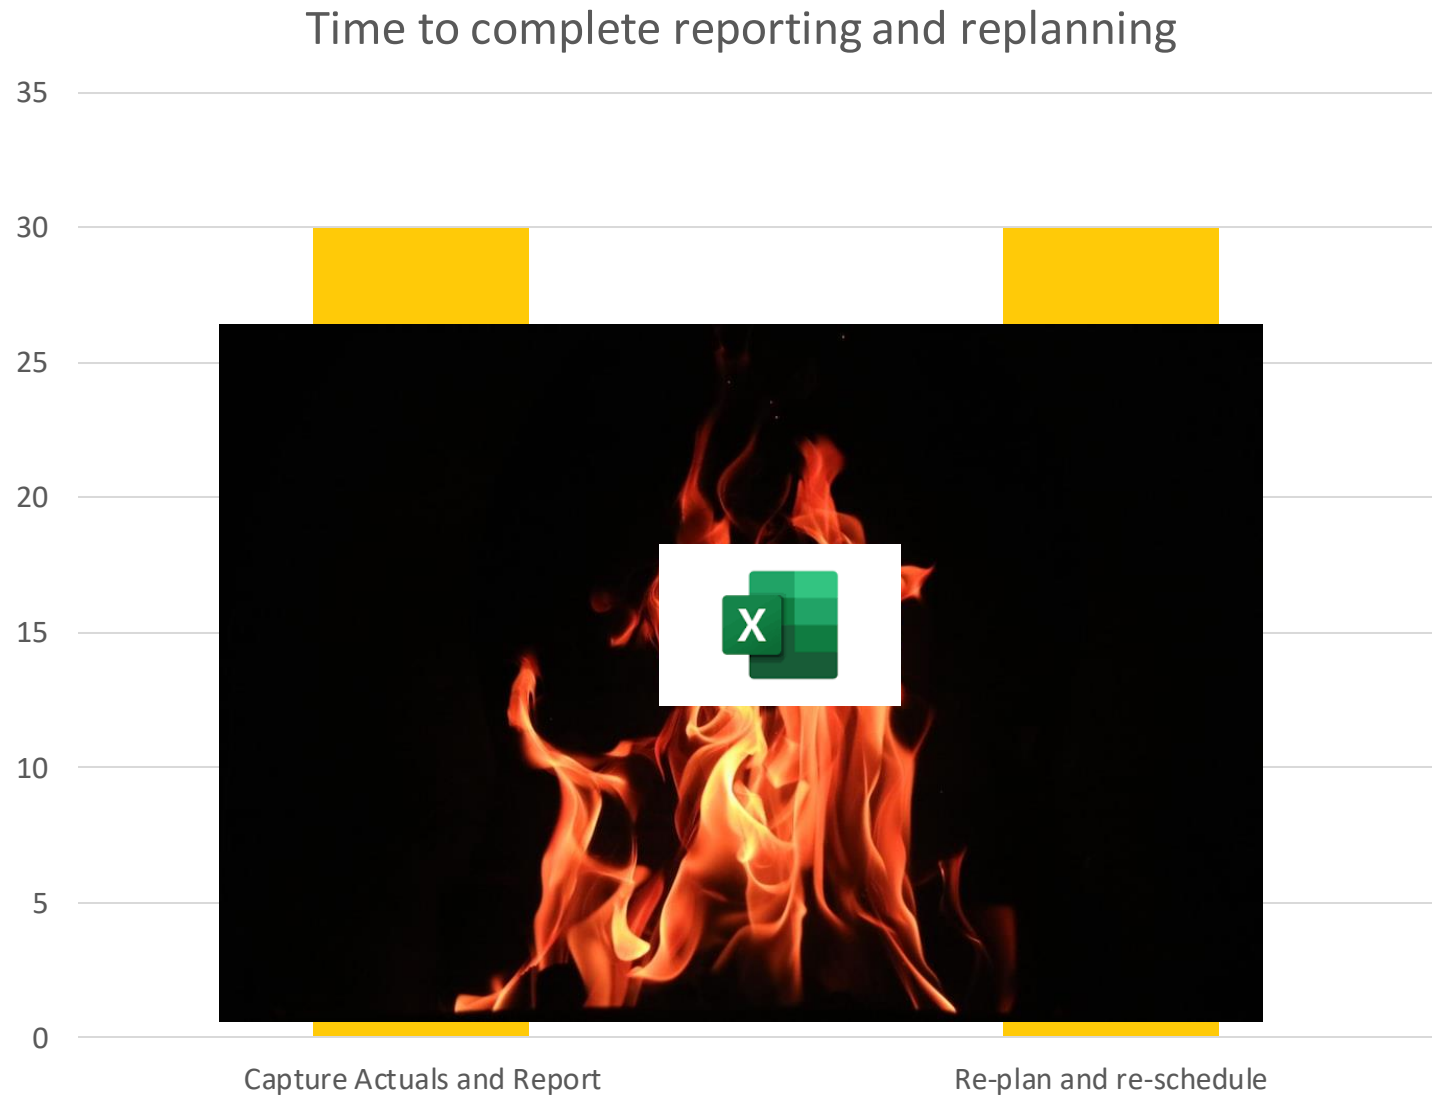 Time to complete reporting and replanning
35
30
25
20
15
X
10
5
0
Capture Actuals and Report
Re-plan and re-schedule